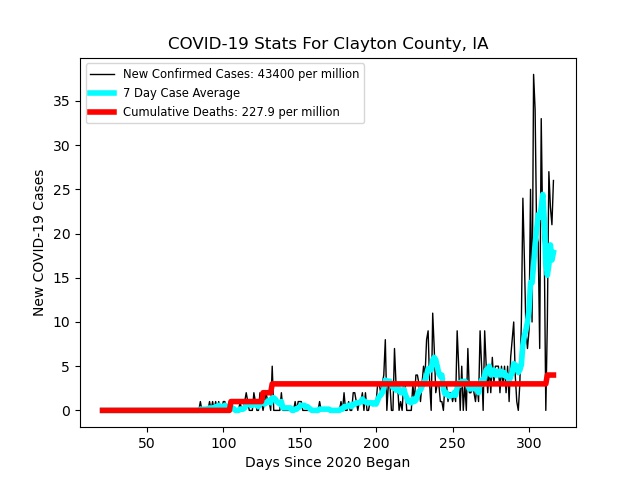 COVID-19 Stats For Clayton County, IA
New Confirmed Cases: 43400 per million
7 Day Case Average
Cumulative Deaths: 227.9 per million
35
30
25
20
15
10
5
0
New COVID-19 Cases
50 100 150 200 250 300
Days Since 2020 Began